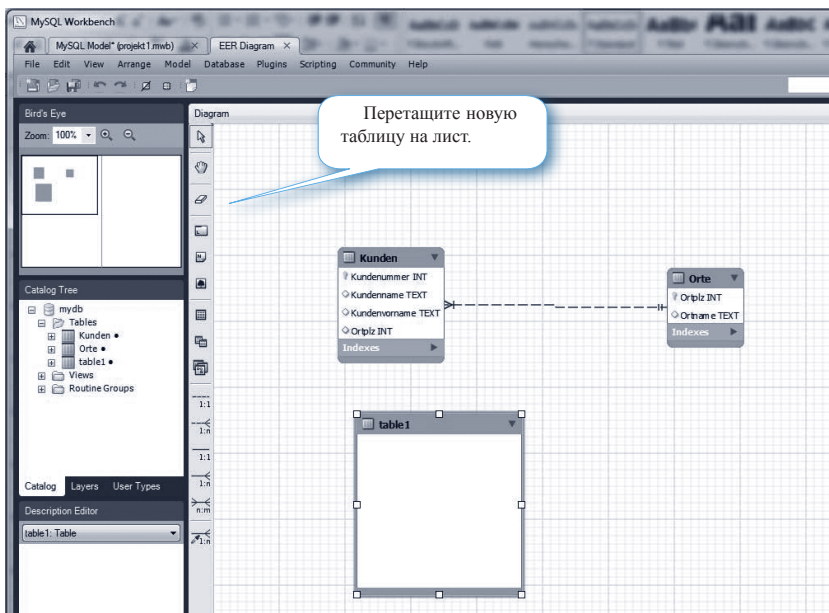 MySQL Workbench
MySQL Model* (projekt1.mwb) × EER Diagram ×
File Edit View Arrange Model Database Plugins Scripting Community Help
Bird's Eye
Zoom: 100%
Diagram
Перетащите новую
таблицу на лист.
Kunden
Kundenummer INT
Kundenname TEXT
Kundenvorname TEXT
Ortplz INT
Indexes
Orte
Ortplz INT
Ortname TEXT
Indexes
table1
Catalog Tree
mydb
Tables
Kunden •
Orte •
table1 •
Views
Routine Groups
1:1
1:n
1:1
1:n
n:m
1:n
Catalog Layers User Types
Description Editor
table1: Table